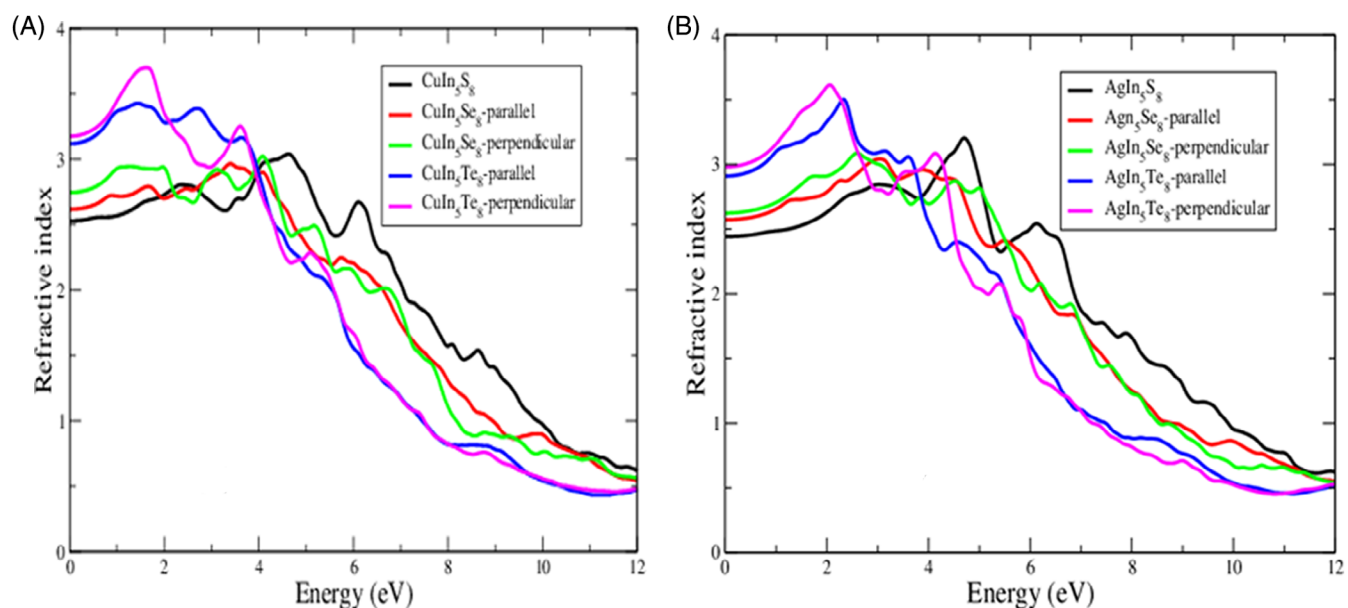 (A)
4
3
2
1
0
Refractive index
CuIn₅S₈
CuIn₅Se₈-parallel
CuIn₅Se₈-perpendicular
CuIn₅Te₈-parallel
CuIn₅Te₈-perpendicular
0 2 4 6 8 10 12
Energy (eV)
(B)
4
3
2
1
0
Refractive index
AgIn₅S₈
Agn₅Se₈-parallel
AgIn₅Se₈-perpendicular
AgIn₅Te₈-parallel
AgIn₅Te₈-perpendicular
0 2 4 6 8 10 12
Energy (eV)